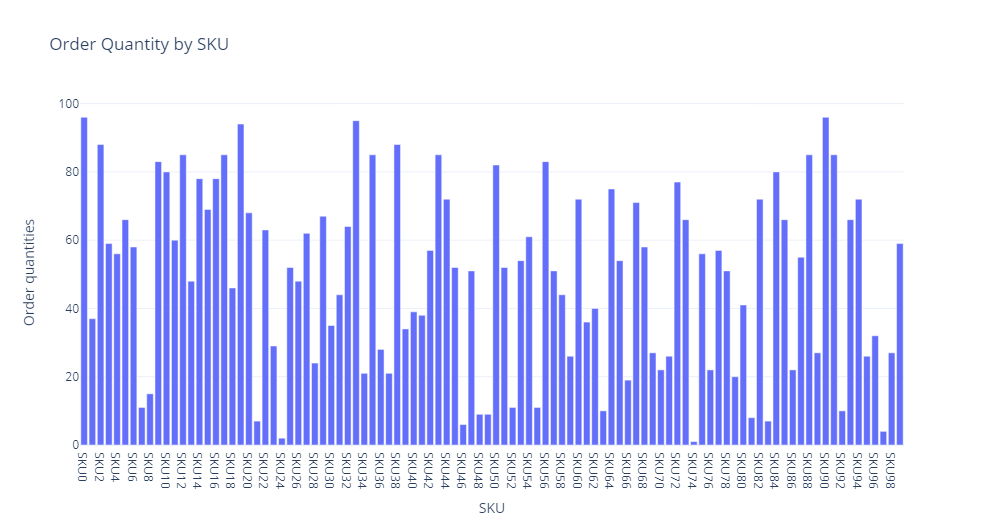 Order Quantity by SKU
100
80
60
40
20
0
Order quantities
SKU0
SKU2
SKU4
SKU6
SKU8
SKU10
SKU12
SKU14
SKU16
SKU18
SKU20
SKU22
SKU24
SKU26
SKU28
SKU30
SKU32
SKU34
SKU36
SKU38
SKU40
SKU42
SKU44
SKU46
SKU48
SKU50
SKU52
SKU54
SKU56
SKU58
SKU60
SKU62
SKU64
SKU66
SKU68
SKU70
SKU72
SKU74
SKU76
SKU78
SKU80
SKU82
SKU84
SKU86
SKU88
SKU90
SKU92
SKU94
SKU96
SKU98
SKU